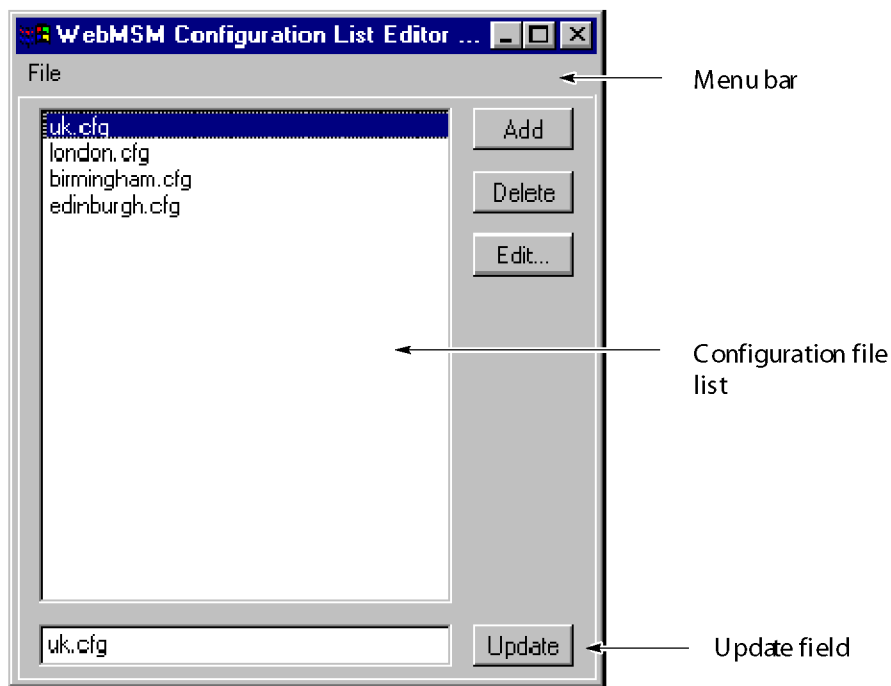 WebMSM Configuration List Editor ...
File
Menu bar
uk.cfg
london.cfg
birmingham.cfg
edinburgh.cfg
Add
Delete
Edit...
Configuration file
list
uk.cfg
Update
Update field